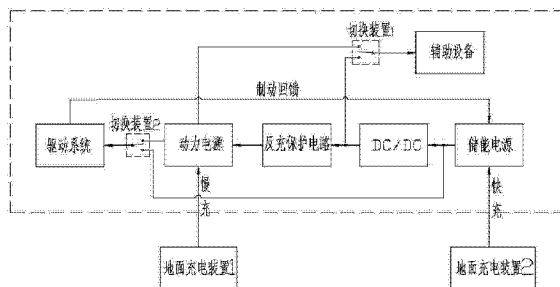 切换装置1
辅助设备
制动回馈
切换装置2
驱动系统
动力电源
反充保护电路
DC/DC
储能电源
慢充
快充
地面充电装置1
地面充电装置2